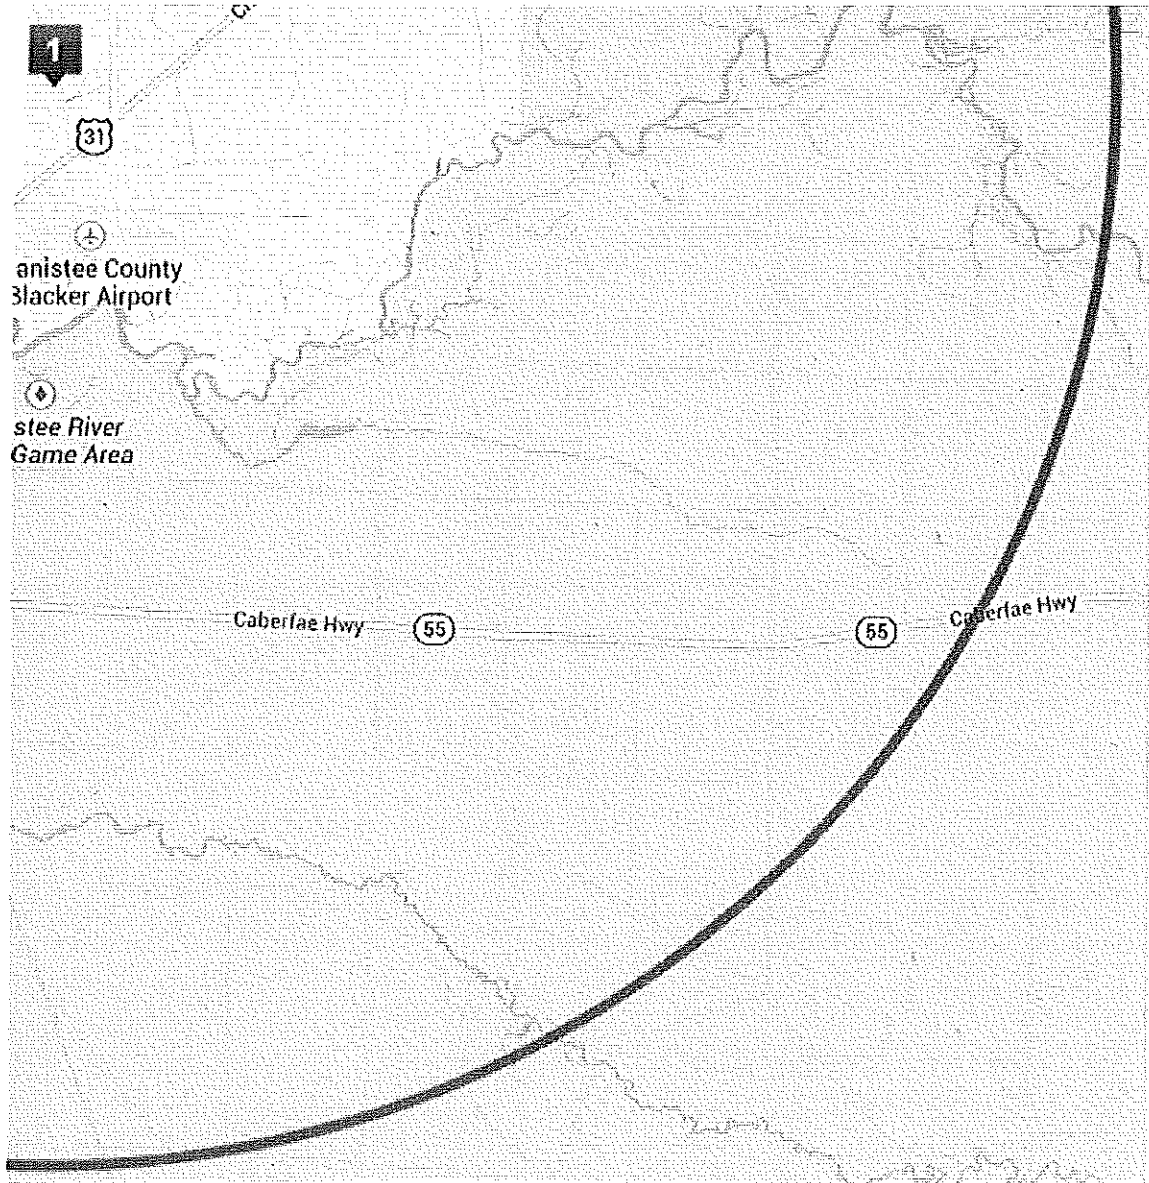 1
31
anistee County
Blacker Airport
stee River
Game Area
Caberfae Hwy
55
55
Caberfae Hwy